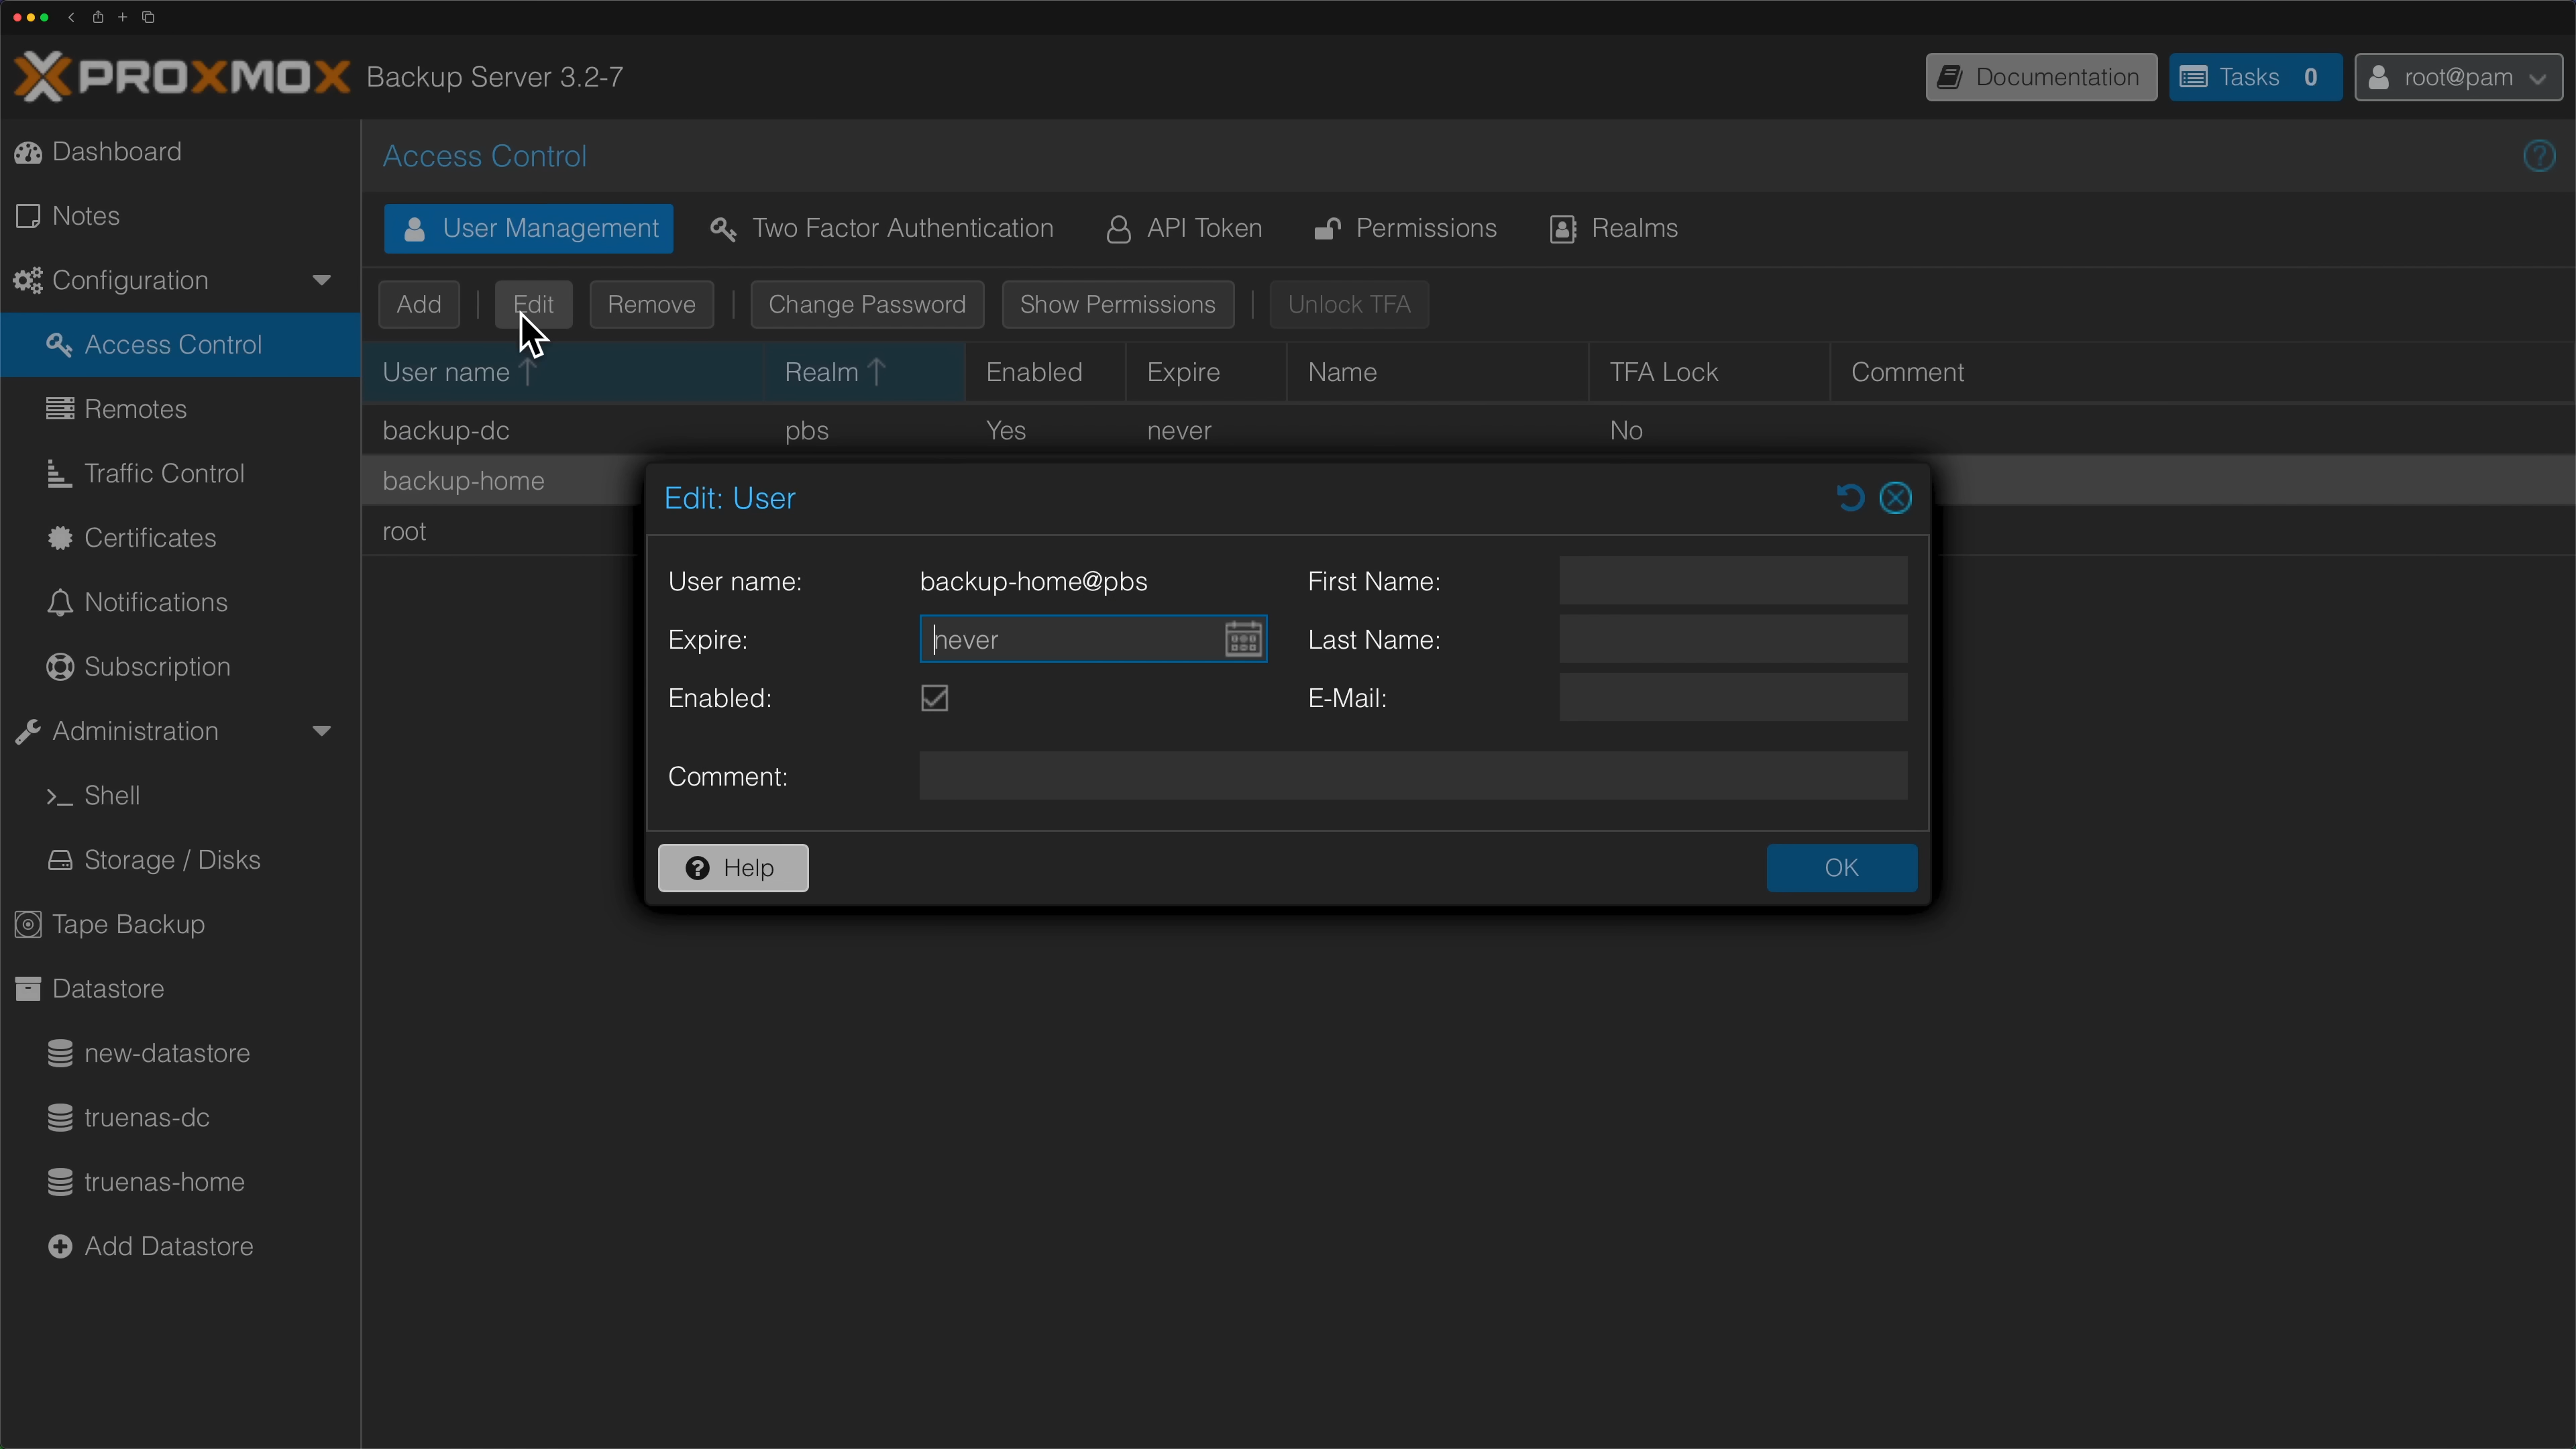 PROXMOX Backup Server 3.2-7
Documentation
Tasks 0
root@pam
Dashboard
Notes
Configuration
Access Control
Remotes
Traffic Control
Certificates
Notifications
Subscription
Administration
Shell
Storage / Disks
Tape Backup
Datastore
new-datastore
truenas-dc
truenas-home
Add Datastore
Access Control
User Management Two Factor Authentication API Token Permissions Realms
Add Edit Remove Change Password Show Permissions Unlock TFA
User name Realm Enabled Expire Name TFA Lock Comment
backup-dc pbs Yes never No
backup-home
root
Edit: User
User name: backup-home@pbs First Name:
Expire: never Last Name:
Enabled: E-Mail:
Comment:
Help OK